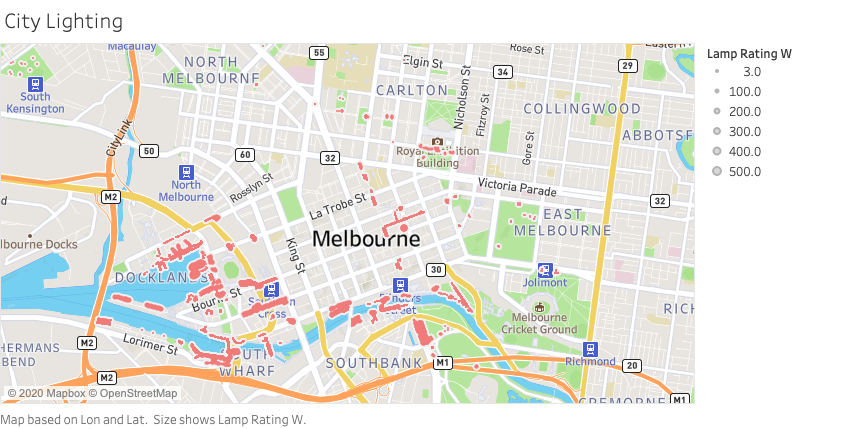 City Lighting
Macaulay
55
Elgin St
Rose St
Eastern
Lamp Rating W
NORTH
MELBOURNE
34
29
3.0
South
Kensington
CARLTON
Nicholson St
Fitzroy St
COLLINGWOOD
100.0
200.0
CityLink
Gore St
ABBOTSF
300.0
50
60
32
Royal Exhibition
Building
400.0
500.0
North
Melbourne
Rosslyn St
Victoria Parade
M2
32
d
La Trobe St
EAST
MELBOURNE
lbourne Docks
Melbourne
King St
DOCKLANDS
30
Jolimont
Bourke St
Southern
Cross
Flinders
Street
RICH
Melbourne
Cricket Ground
HERMANS
BEND
M2
Lorimer St
SOUTH
WHARF
SOUTHBANK
M1
Richmond
20
M2
CREMORNE
M1
© 2020 Mapbox © OpenStreetMap
Map based on Lon and Lat. Size shows Lamp Rating W.